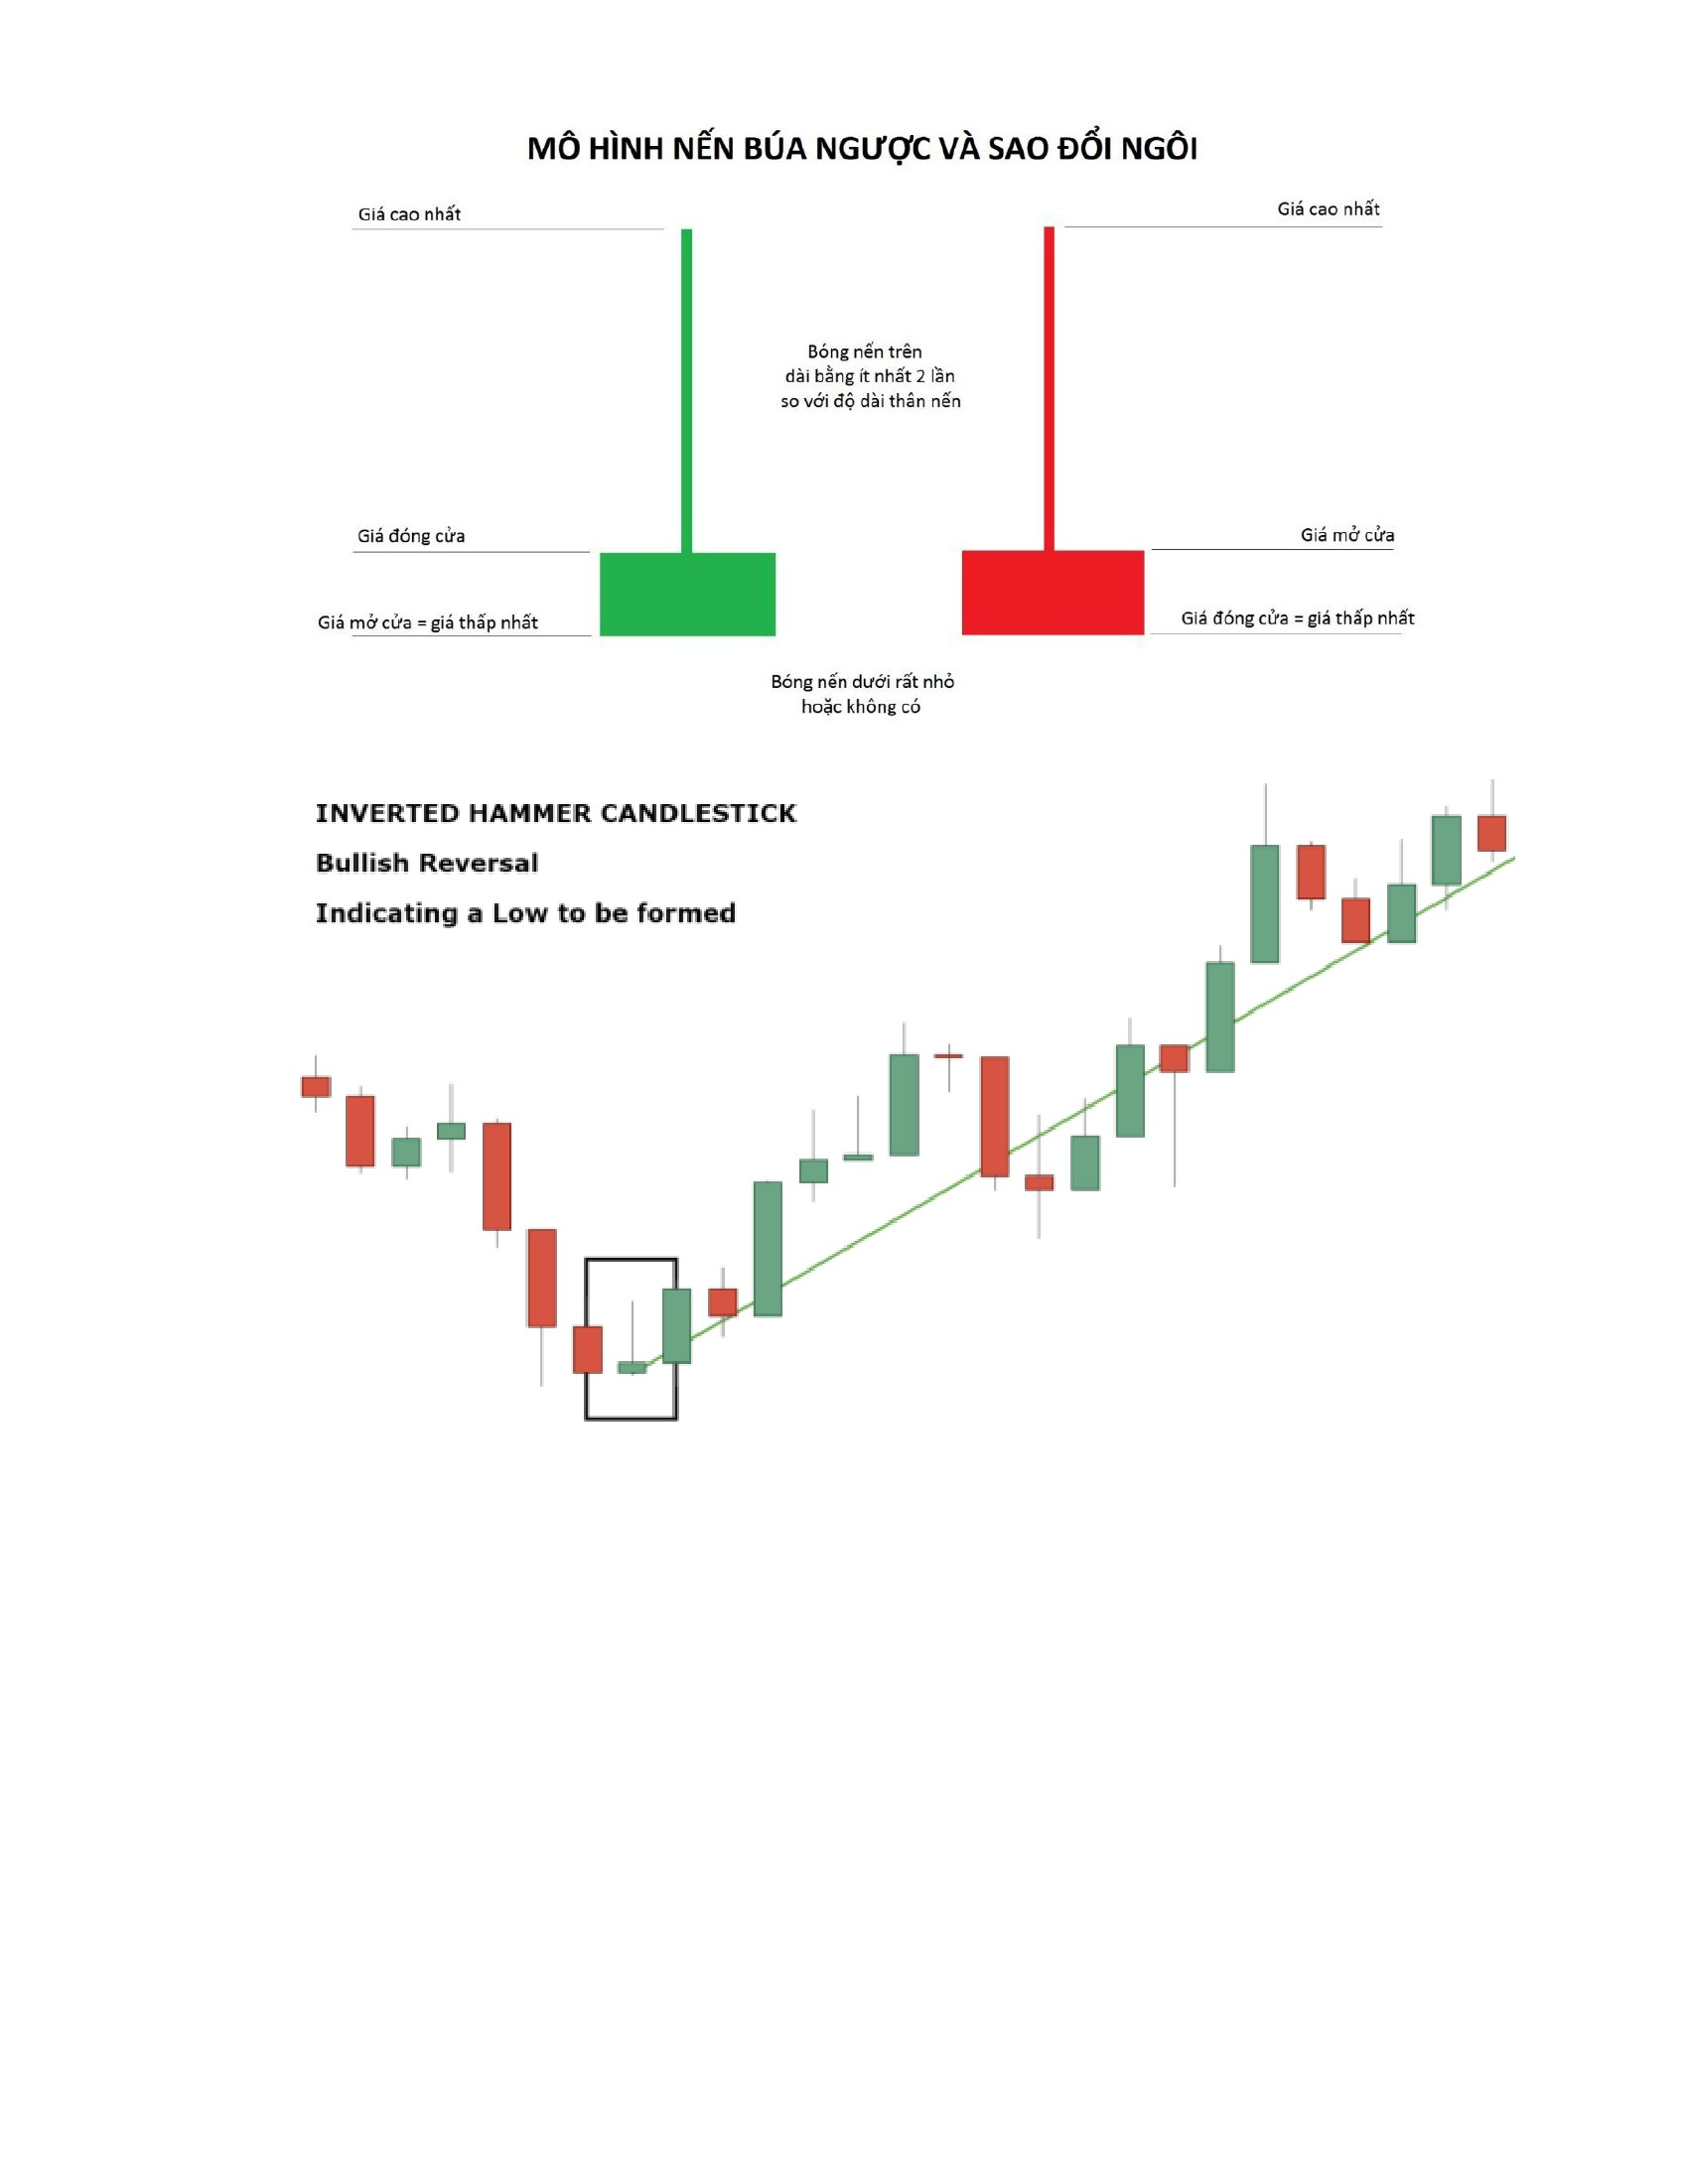 MÔ HÌNH NẾN BÚA NGƯỢC VÀ SAO ĐỔI NGÔI
Giá cao nhất
Giá cao nhất
Bóng nến trên
dài bằng ít nhất 2 lần
so với độ dài thân nến
Giá đóng cửa
Giá mở cửa
Giá mở cửa = giá thấp nhất
Giá đóng cửa = giá thấp nhất
Bóng nến dưới rất nhỏ
hoặc không có
INVERTED HAMMER CANDLESTICK
Bullish Reversal
Indicating a Low to be formed